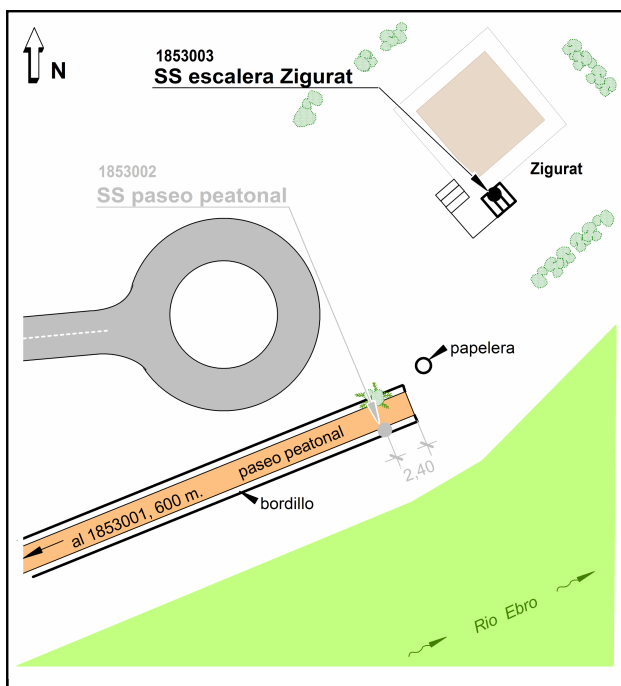 N
1853003
SS escalera Zigurat
Zigurat
1853002
SS paseo peatonal
papelera
paseo peatonal
2,40
al 1853001, 600 m.
bordillo
Rio Ebro